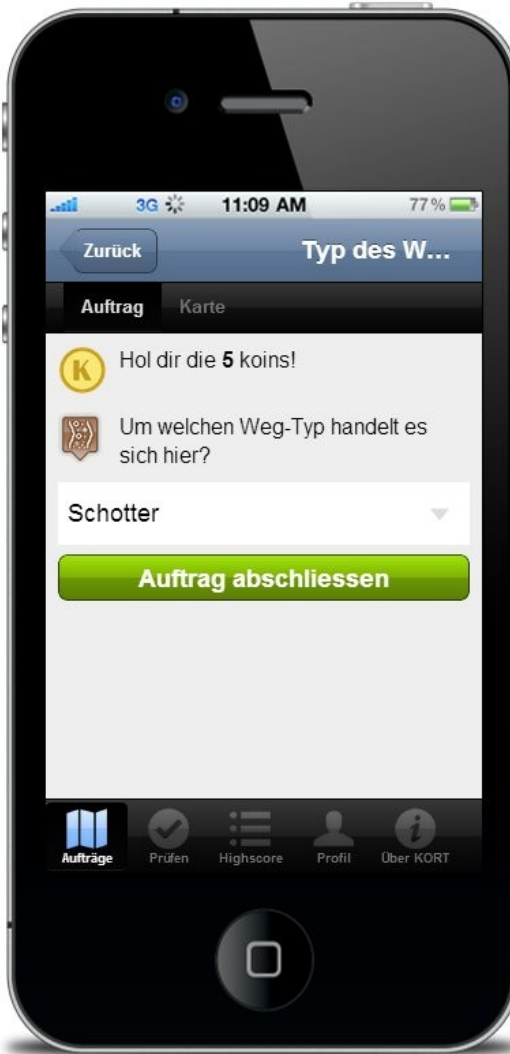 3G 11:09 AM 77%
Zurück Typ des W...
Auftrag Karte
K Hol dir die 5 koins!
Um welchen Weg-Typ handelt es
sich hier?
Schotter
Auftrag abschliessen
Aufträge Prüfen Highscore Profil Über KORT